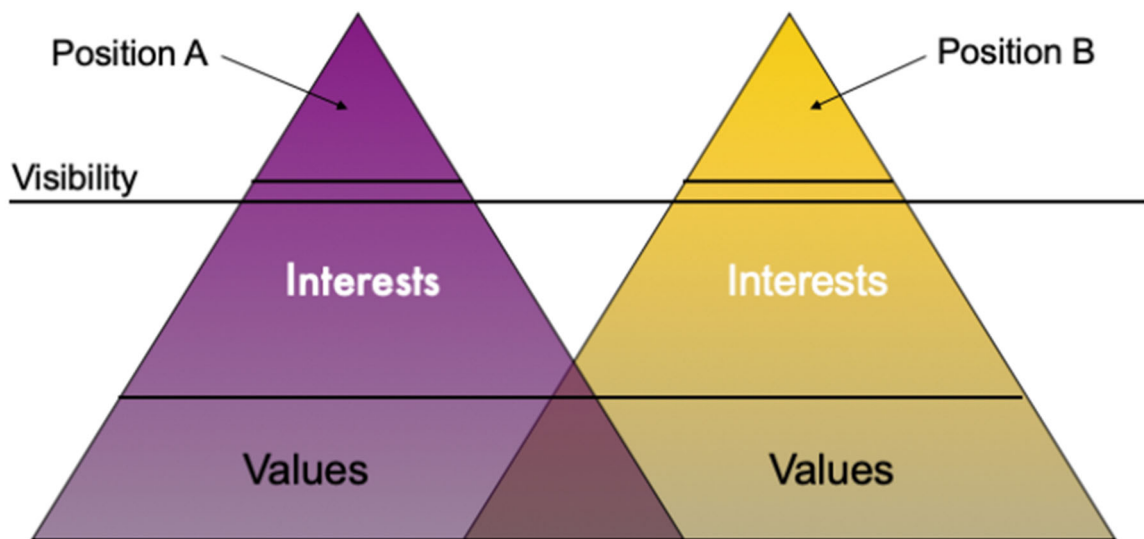 Position A
Position B
Visibility
Interests
Interests
Values
Values